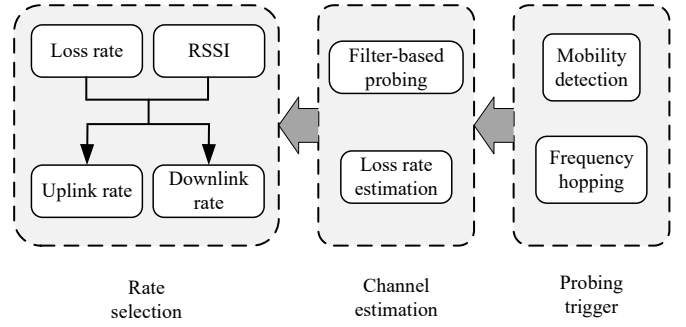 Loss rate
RSSI
Uplink rate
Downlink
rate
Filter-based
probing
Loss rate
estimation
Mobility
detection
Frequency
hopping
Rate
selection
Channel
estimation
Probing
trigger